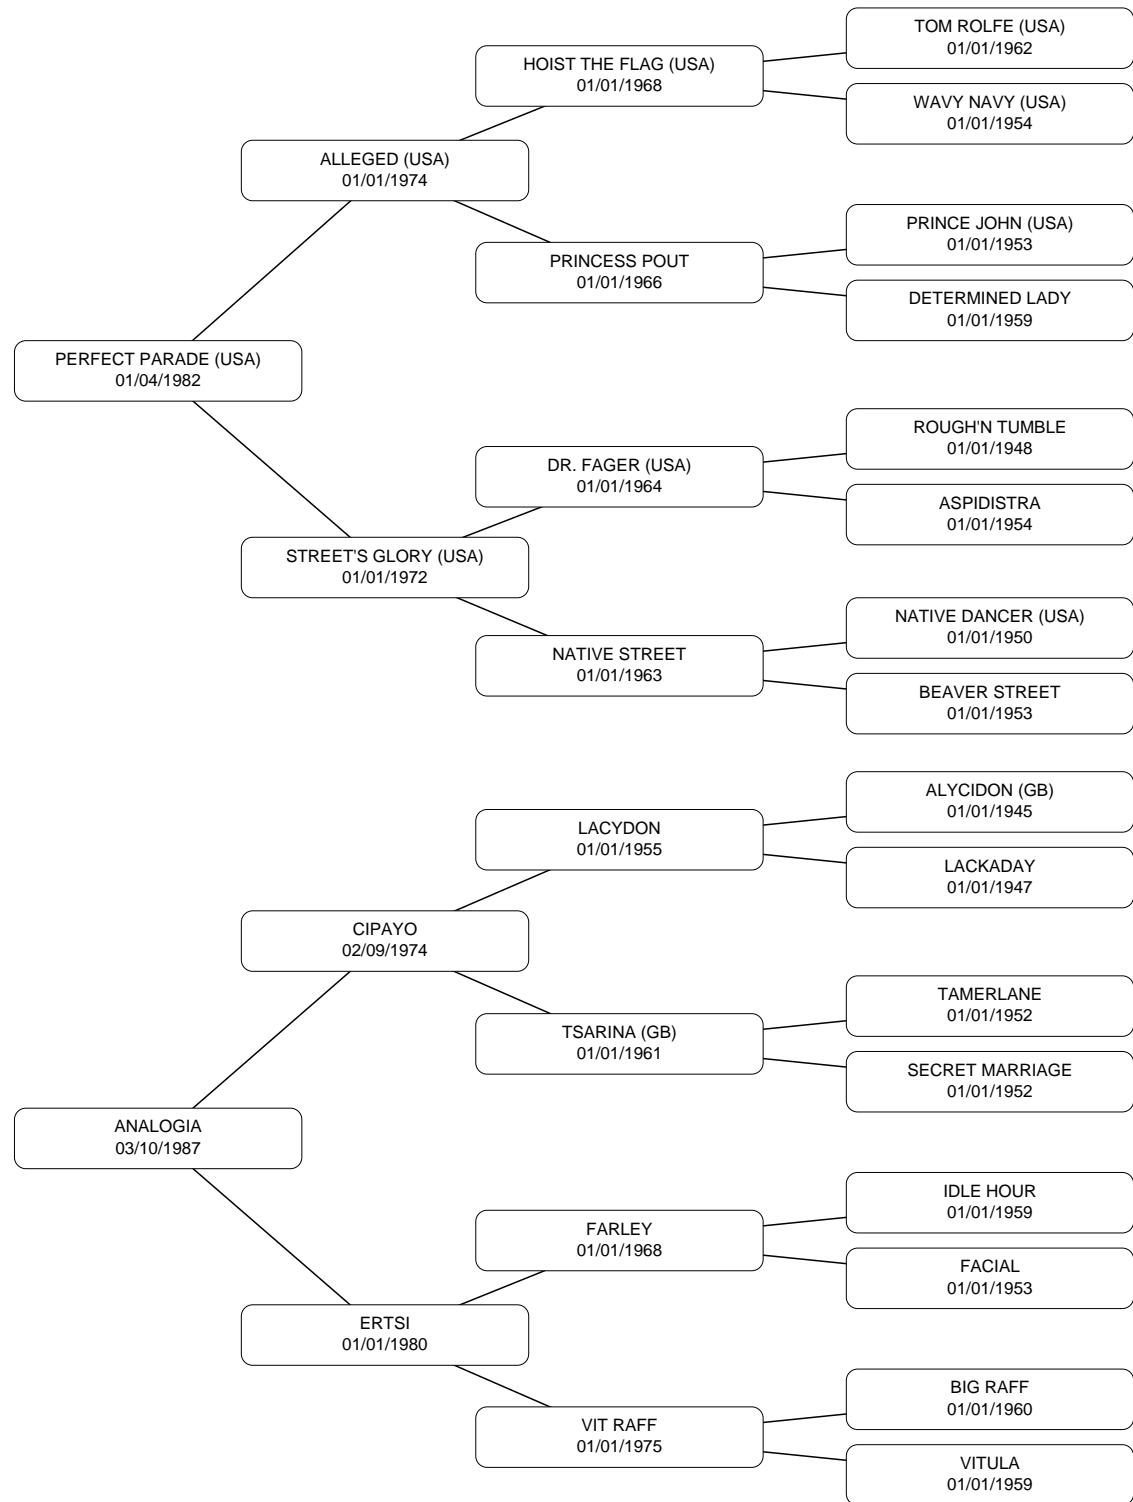 TOM ROLFE (USA)
01/01/1962
HOIST THE FLAG (USA)
01/01/1968
WAVY NAVY (USA)
01/01/1954
ALLEGED (USA)
01/01/1974
PRINCE JOHN (USA)
01/01/1953
PRINCESS POUT
01/01/1966
DETERMINED LADY
01/01/1959
PERFECT PARADE (USA)
01/04/1982
ROUGH'N TUMBLE
01/01/1948
DR. FAGER (USA)
01/01/1964
ASPIDISTRA
01/01/1954
STREET'S GLORY (USA)
01/01/1972
NATIVE DANCER (USA)
01/01/1950
NATIVE STREET
01/01/1963
BEAVER STREET
01/01/1953
ALYCIDON (GB)
01/01/1945
LACYDON
01/01/1955
LACKADAY
01/01/1947
CIPAYO
02/09/1974
TAMERLANE
01/01/1952
TSARINA (GB)
01/01/1961
SECRET MARRIAGE
01/01/1952
ANALOGIA
03/10/1987
IDLE HOUR
01/01/1959
FARLEY
01/01/1968
FACIAL
01/01/1953
ERTSI
01/01/1980
BIG RAFF
01/01/1960
VIT RAFF
01/01/1975
VITULA
01/01/1959